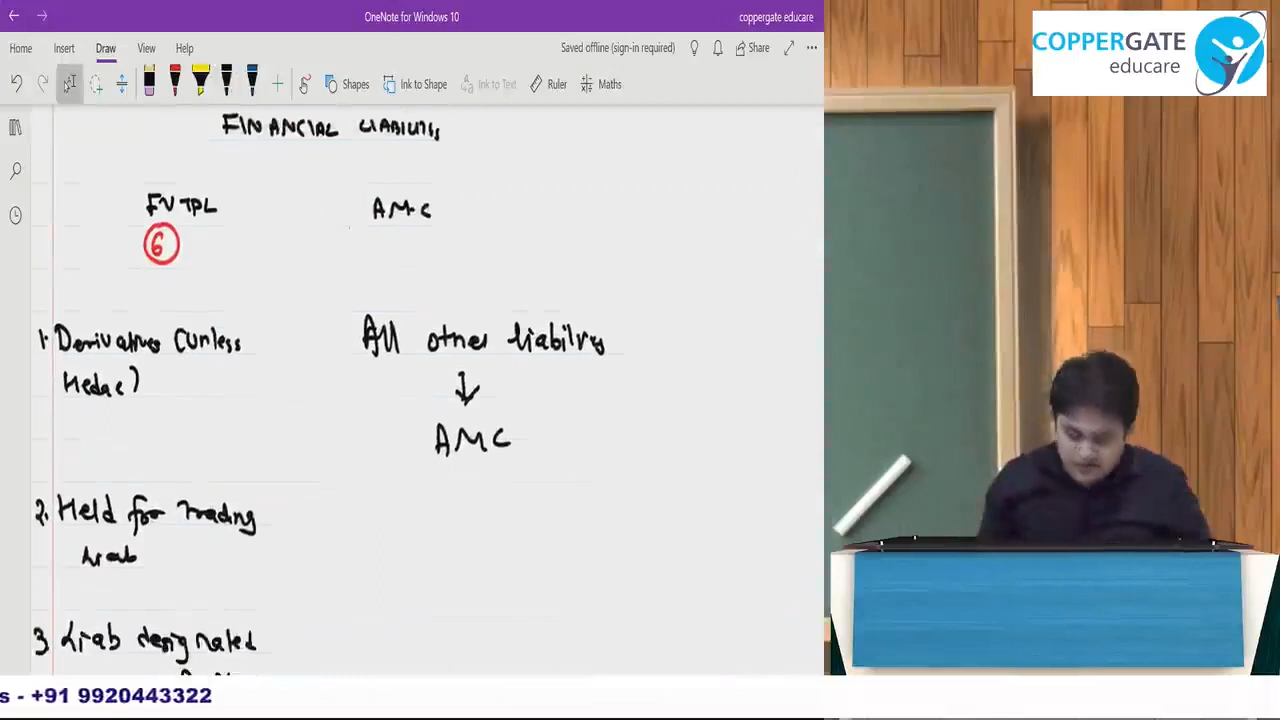 OneNote for Windows 10
coppergate educare
Home Insert Draw View Help
Saved offline (sign-in required)
Share
Shapes
Ink to Shape
Ink to Text
Ruler
Maths
COPPERGATE
educare
FINANCIAL LIABILITIES
FVTPL AMC
6
1. Derivatives (unless
Hedge)
All other liabilities
AMC
2. Held for Trading
Liab
3. Liab designated
s - +91 9920443322